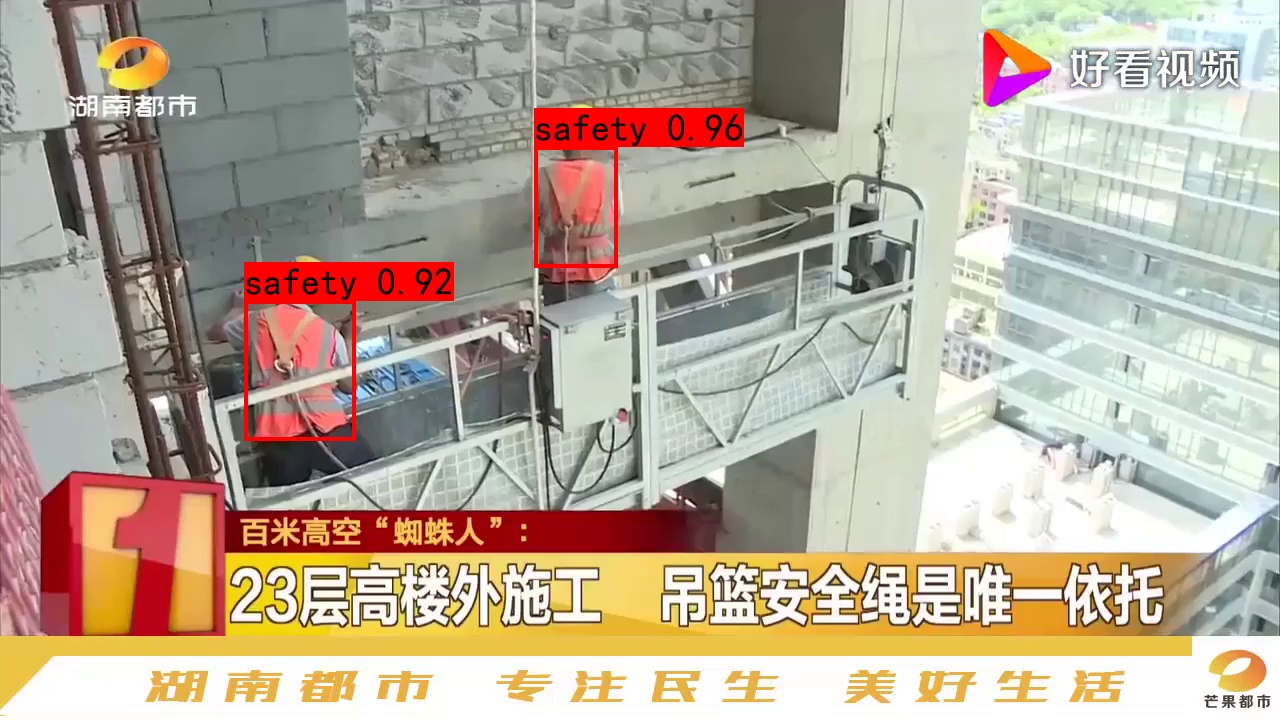 湖南都市
好看视频
safety 0.96
safety 0.92
1
百米高空“蜘蛛人”:
23层高楼外施工 吊篮安全绳是唯一依托
湖南都市 专注民生 美好生活
芒果都市